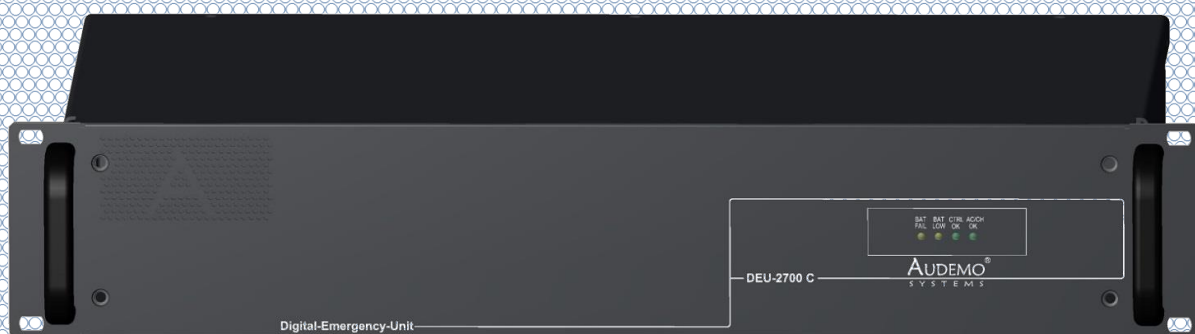 BAT BAT CTRL AC/CH
FAIL LOW OK OK
AUDEMO®
SYSTEMS
DEU-2700 C
Digital-Emergency-Unit